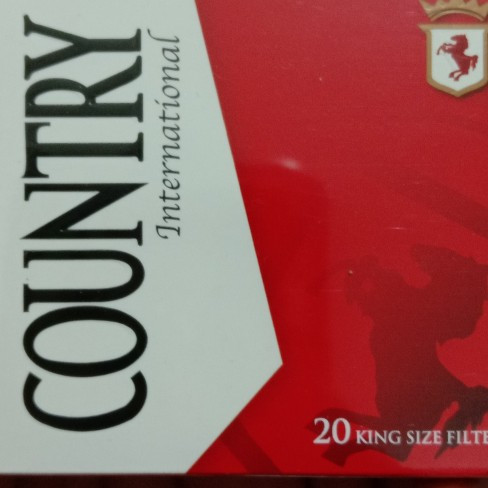 COUNTRY
International
20 KING SIZE FILTE